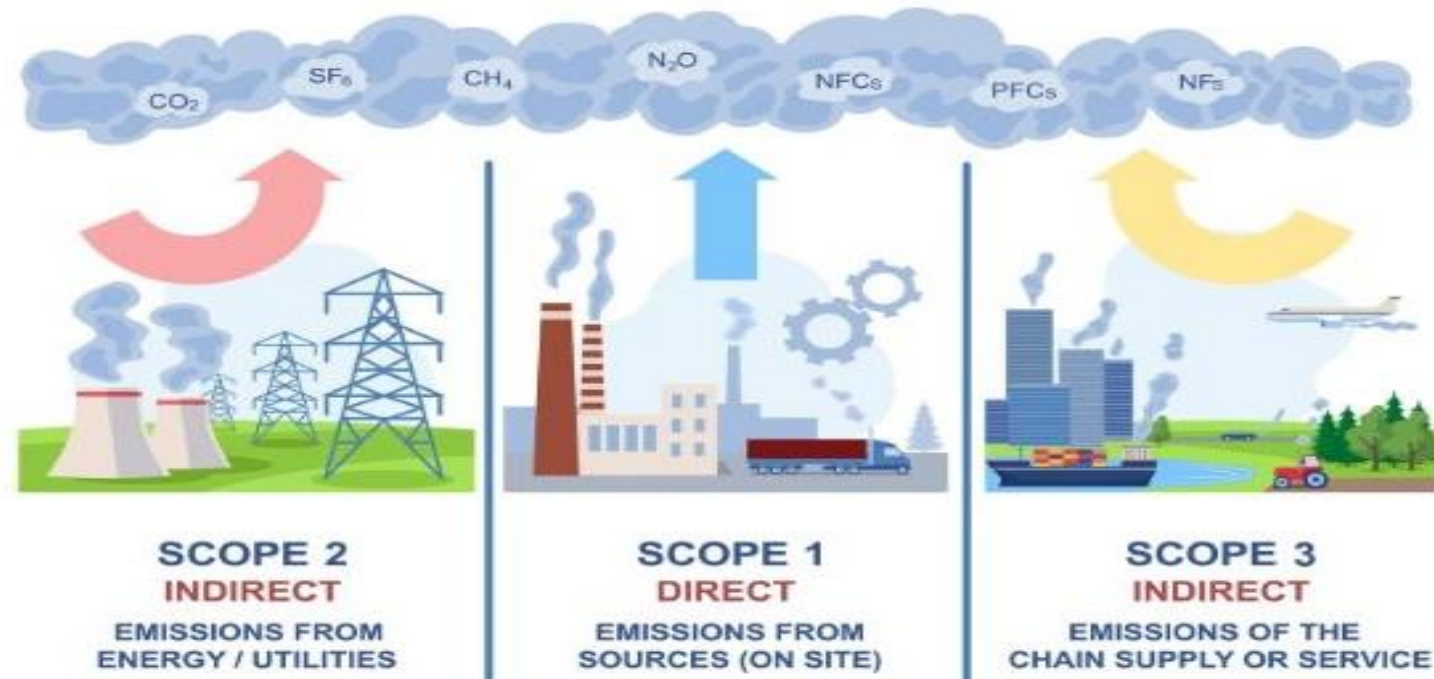 CO₂
SF₆
CH₄
N₂O
NFCs
PFCs
NF₅
SCOPE 2
INDIRECT
EMISSIONS FROM
ENERGY / UTILITIES
SCOPE 1
DIRECT
EMISSIONS FROM
SOURCES (ON SITE)
SCOPE 3
INDIRECT
EMISSIONS OF THE
CHAIN SUPPLY OR SERVICE